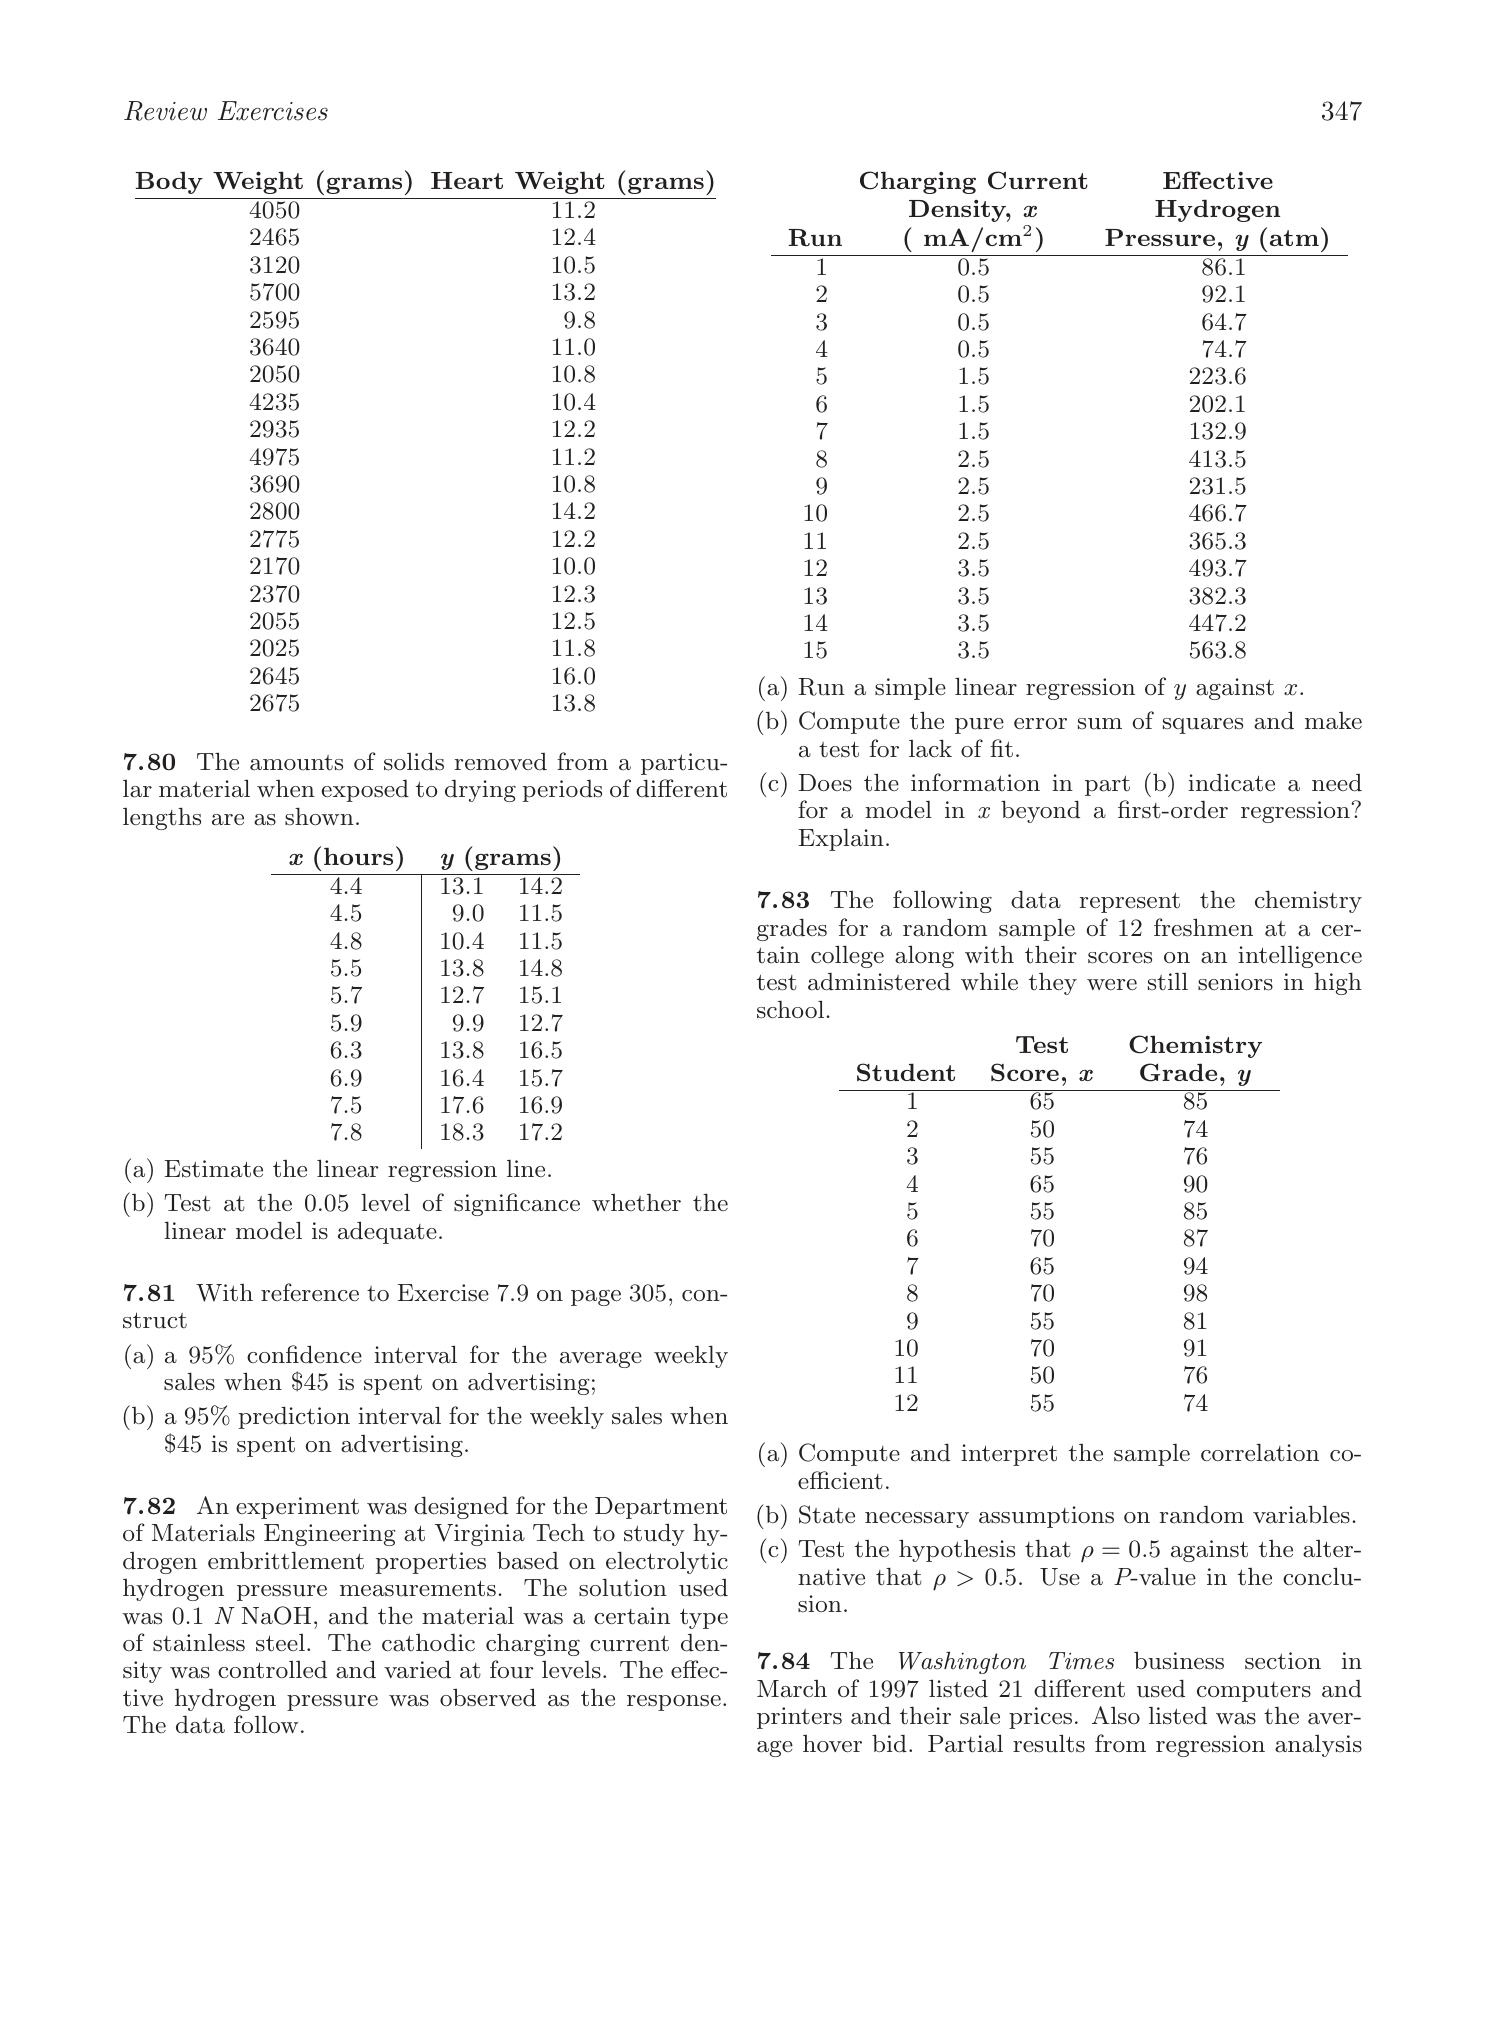 Review Exercises 347
Body Weight (grams) Heart Weight (grams)
4050 11.2
2465 12.4
3120 10.5
5700 13.2
2595 9.8
3640 11.0
2050 10.8
4235 10.4
2935 12.2
4975 11.2
3690 10.8
2800 14.2
2775 12.2
2170 10.0
2370 12.3
2055 12.5
2025 11.8
2645 16.0
2675 13.8
7.80 The amounts of solids removed from a particu-
lar material when exposed to drying periods of different
lengths are as shown.
x (hours) y (grams)
4.4 13.1 14.2
4.5 9.0 11.5
4.8 10.4 11.5
5.5 13.8 14.8
5.7 12.7 15.1
5.9 9.9 12.7
6.3 13.8 16.5
6.9 16.4 15.7
7.5 17.6 16.9
7.8 18.3 17.2
(a) Estimate the linear regression line.
(b) Test at the 0.05 level of significance whether the
linear model is adequate.
7.81 With reference to Exercise 7.9 on page 305, con-
struct
(a) a 95% confidence interval for the average weekly
sales when $45 is spent on advertising;
(b) a 95% prediction interval for the weekly sales when
$45 is spent on advertising.
7.82 An experiment was designed for the Department
of Materials Engineering at Virginia Tech to study hy-
drogen embrittlement properties based on electrolytic
hydrogen pressure measurements. The solution used
was 0.1 N NaOH, and the material was a certain type
of stainless steel. The cathodic charging current den-
sity was controlled and varied at four levels. The effec-
tive hydrogen pressure was observed as the response.
The data follow.
Charging Current Effective
Density, x Hydrogen
Run ( mA/cm²) Pressure, y (atm)
1 0.5 86.1
2 0.5 92.1
3 0.5 64.7
4 0.5 74.7
5 1.5 223.6
6 1.5 202.1
7 1.5 132.9
8 2.5 413.5
9 2.5 231.5
10 2.5 466.7
11 2.5 365.3
12 3.5 493.7
13 3.5 382.3
14 3.5 447.2
15 3.5 563.8
(a) Run a simple linear regression of y against x.
(b) Compute the pure error sum of squares and make
a test for lack of fit.
(c) Does the information in part (b) indicate a need
for a model in x beyond a first-order regression?
Explain.
7.83 The following data represent the chemistry
grades for a random sample of 12 freshmen at a cer-
tain college along with their scores on an intelligence
test administered while they were still seniors in high
school.
Test Chemistry
Student Score, x Grade, y
1 65 85
2 50 74
3 55 76
4 65 90
5 55 85
6 70 87
7 65 94
8 70 98
9 55 81
10 70 91
11 50 76
12 55 74
(a) Compute and interpret the sample correlation co-
efficient.
(b) State necessary assumptions on random variables.
(c) Test the hypothesis that ρ = 0.5 against the alter-
native that ρ > 0.5. Use a P-value in the conclu-
sion.
7.84 The Washington Times business section in
March of 1997 listed 21 different used computers and
printers and their sale prices. Also listed was the aver-
age hover bid. Partial results from regression analysis